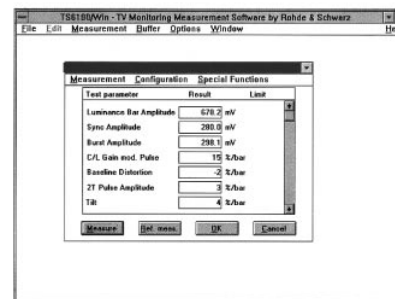 TS6100/Win - TV Monitoring Measurement Software by Rohde & Schwarz
File Edit Measurement Buffer Options Window He
Measurement Configuration Special Functions
Test parameter Result Limit
Luminance Bar Amplitude 678.2 mV
Sync Amplitude 280.0 mV
Burst Amplitude 298.1 mV
C/L Gain mod. Pulse 15 %/bar
Baseline Distortion -2 %/bar
2T Pulse Amplitude 3 %/bar
Tilt 4 %/bar
Measure Ref. meas. OK Cancel